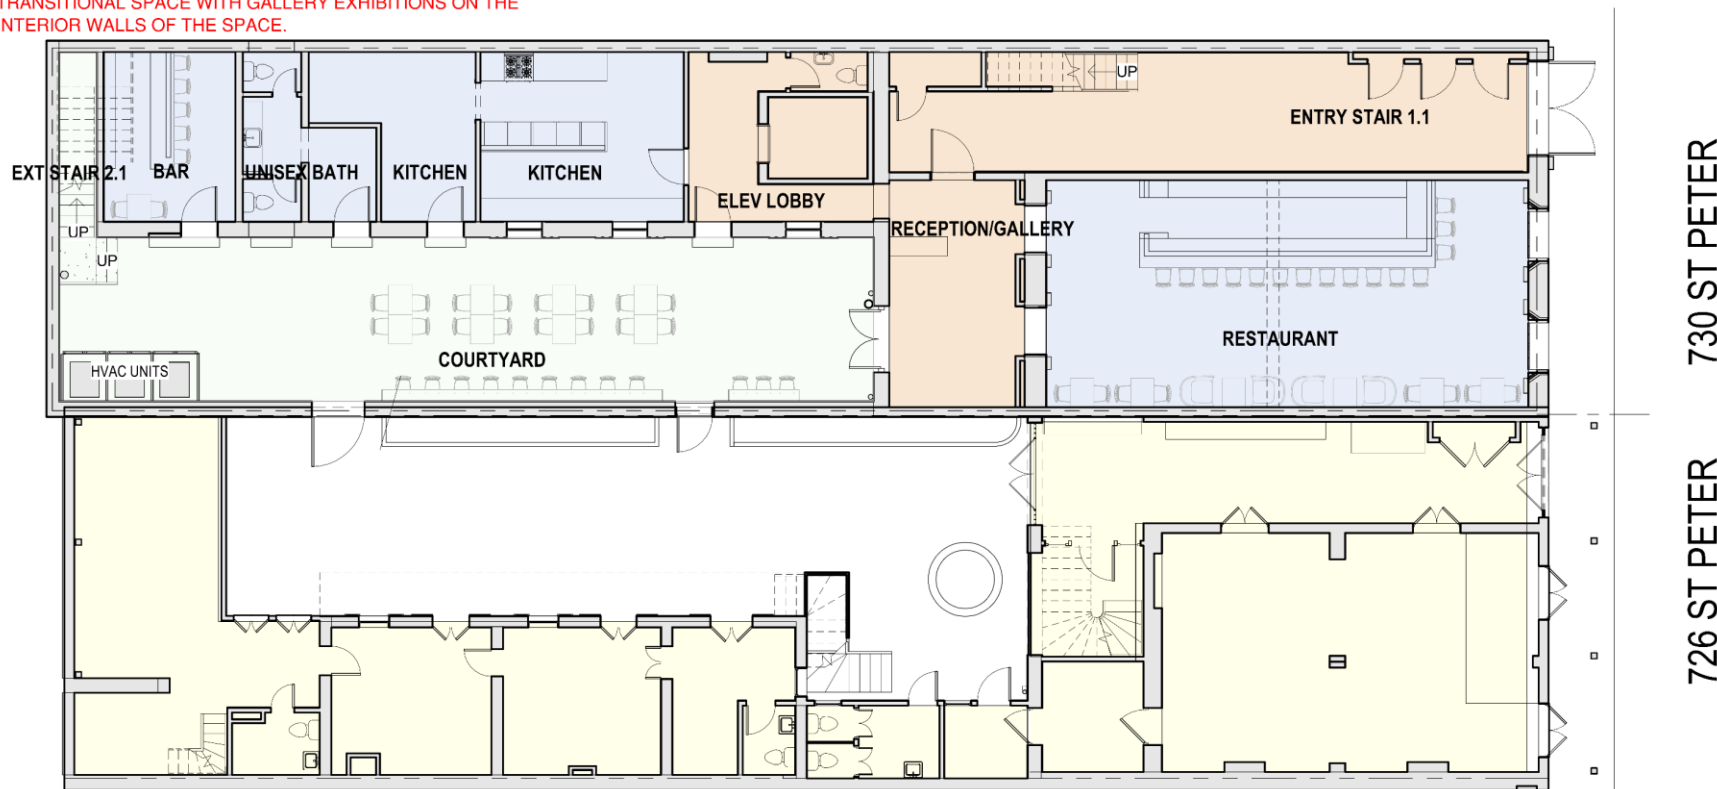 TRANSITIONAL SPACE WITH GALLERY EXHIBITIONS ON THE
INTERIOR WALLS OF THE SPACE.
UP
ENTRY STAIR 1.1
EXT STAIR 2.1
BAR
UNISEX BATH
KITCHEN
KITCHEN
ELEV LOBBY
UP
RECEPTION/GALLERY
UP
RESTAURANT
COURTYARD
HVAC UNITS
730 ST PETER
726 ST PETER